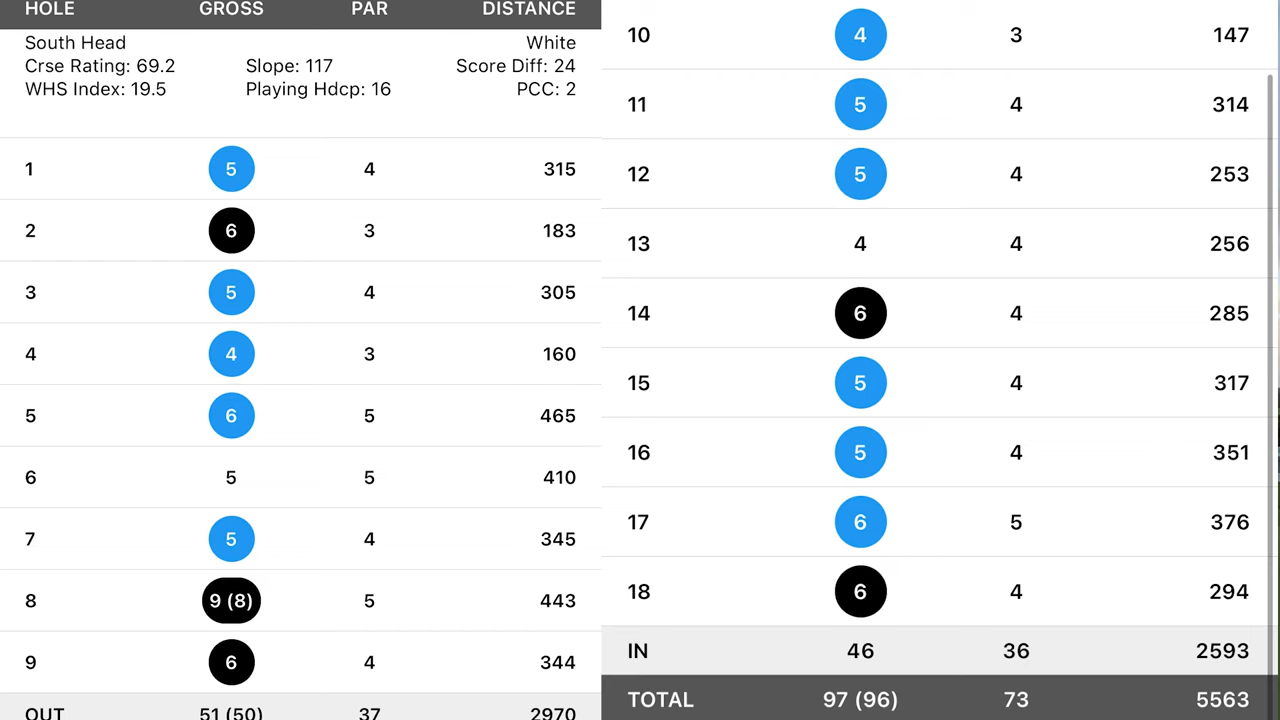 HOLE GROSS PAR DISTANCE
South Head White
Crse Rating: 69.2 Slope: 117 Score Diff: 24
WHS Index: 19.5 Playing Hdcp: 16 PCC: 2
1 5 4 315
2 6 3 183
3 5 4 305
4 4 3 160
5 6 5 465
6 5 5 410
7 5 4 345
8 9 (8) 5 443
9 6 4 344
OUT 51 (50) 37 2970
10 4 3 147
11 5 4 314
12 5 4 253
13 4 4 256
14 6 4 285
15 5 4 317
16 5 4 351
17 6 5 376
18 6 4 294
IN 46 36 2593
TOTAL 97 (96) 73 5563